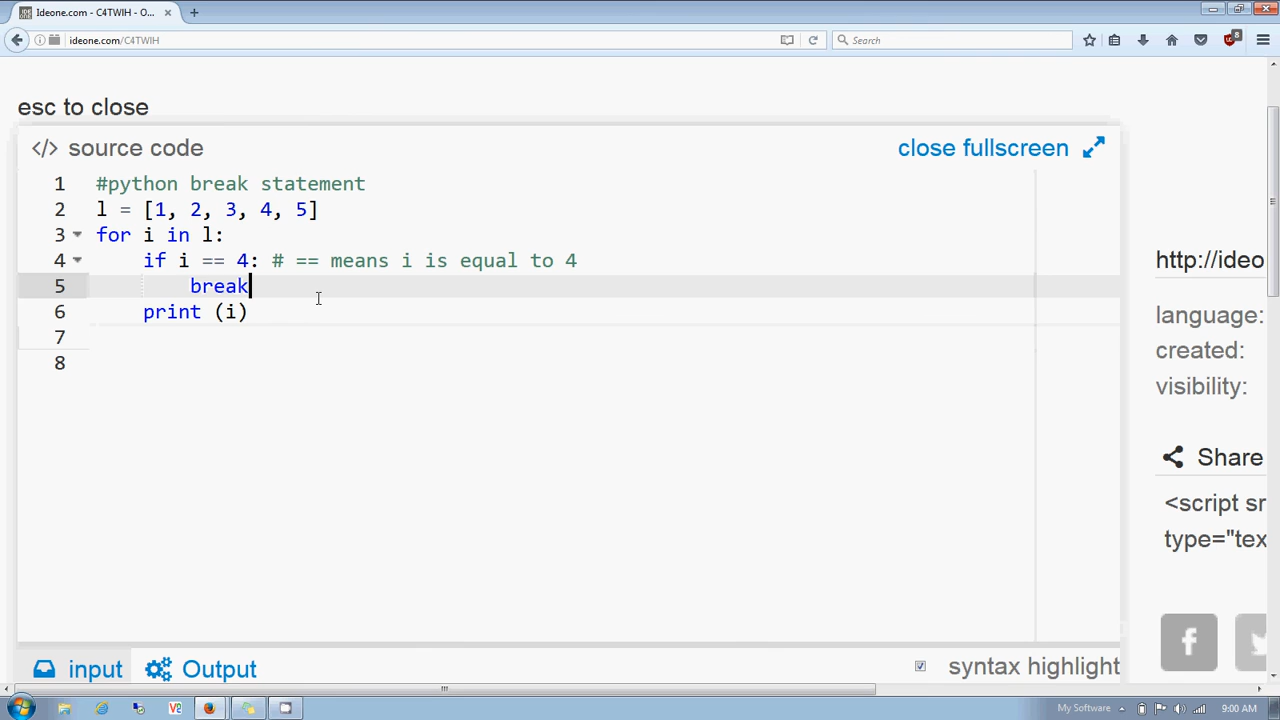 Ideone.com - C4TWIH - O...
ideone.com/C4TWIH
Search
8
esc to close
</> source code
close fullscreen
1 #python break statement
2 l = [1, 2, 3, 4, 5]
3 for i in l:
4 if i == 4: # == means i is equal to 4
5 break
6 print (i)
7
8
http://ideo
language:
created:
visibility:
Share
<script sr
type="tex
input
Output
syntax highlight
My Software
9:00 AM